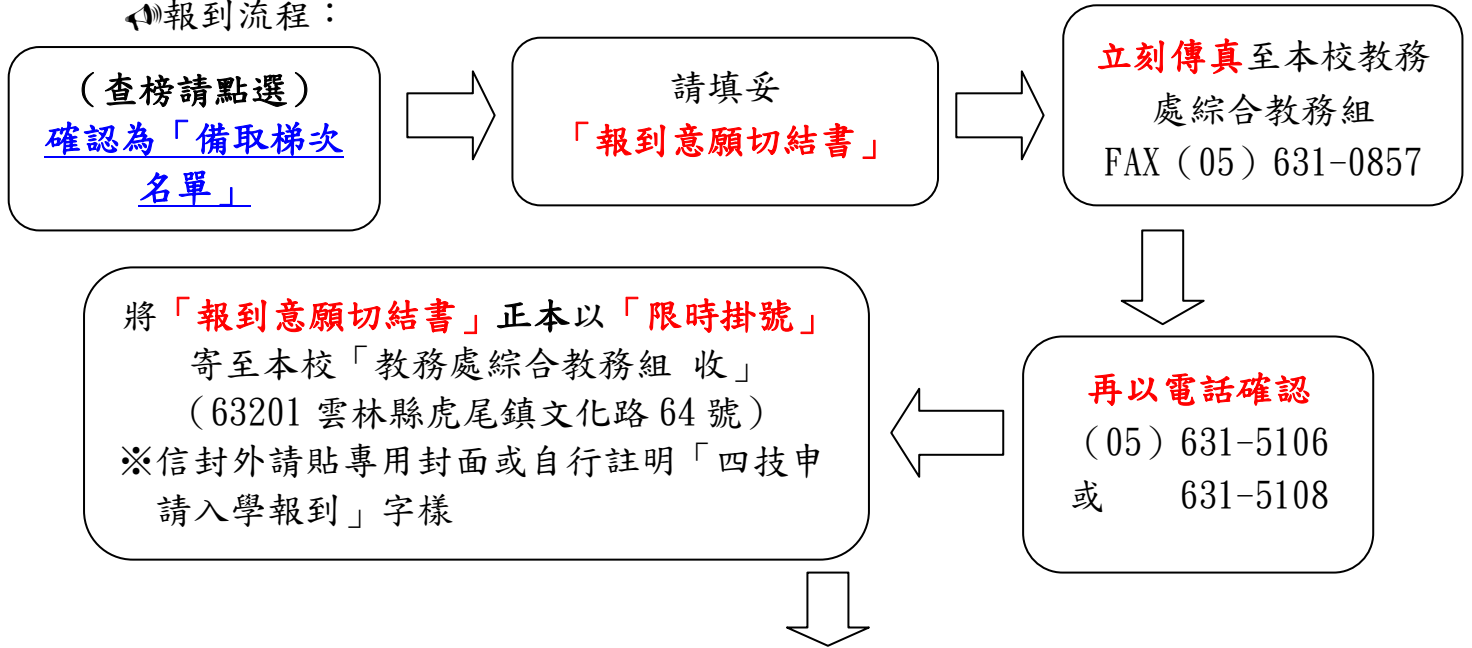 報到流程：
（查榜請點選）
確認為「備取梯次
名單」
請填妥
「報到意願切結書」
立刻傳真至本校教務
處綜合教務組
FAX（05）631-0857
再以電話確認
（05）631-5106
或　　631-5108
將「報到意願切結書」正本以「限時掛號」
寄至本校「教務處綜合教務組 收」
（63201 雲林縣虎尾鎮文化路 64 號）
※信封外請貼專用封面或自行註明「四技申
請入學報到」字樣